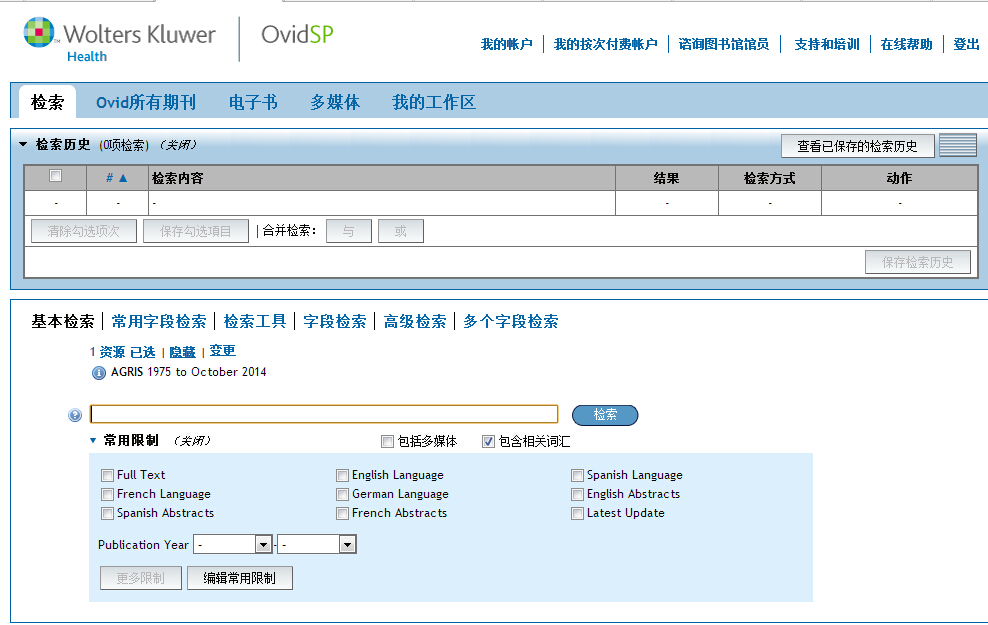 Wolters Kluwer
Health
OvidSP
我的帐户 | 我的按次付费帐户 | 谘询图书馆馆员 | 支持和培训 | 在线帮助 | 登出
检索 Ovid所有期刊 电子书 多媒体 我的工作区
▼ 检索历史 (0项检索) (关闭) 查看已保存的检索历史
# ▲ 检索内容 结果 检索方式 动作
- - - - - -
清除勾选项次 保存勾选項目 | 合并检索: 与 或
保存检索历史
基本检索 | 常用字段检索 | 检索工具 | 字段检索 | 高级检索 | 多个字段检索
1 资源 已选 | 隐藏 | 变更
AGRIS 1975 to October 2014
检索
▼ 常用限制 (关闭) 包括多媒体 包含相关词汇
Full Text English Language Spanish Language
French Language German Language English Abstracts
Spanish Abstracts French Abstracts Latest Update
Publication Year - - -
更多限制 编辑常用限制